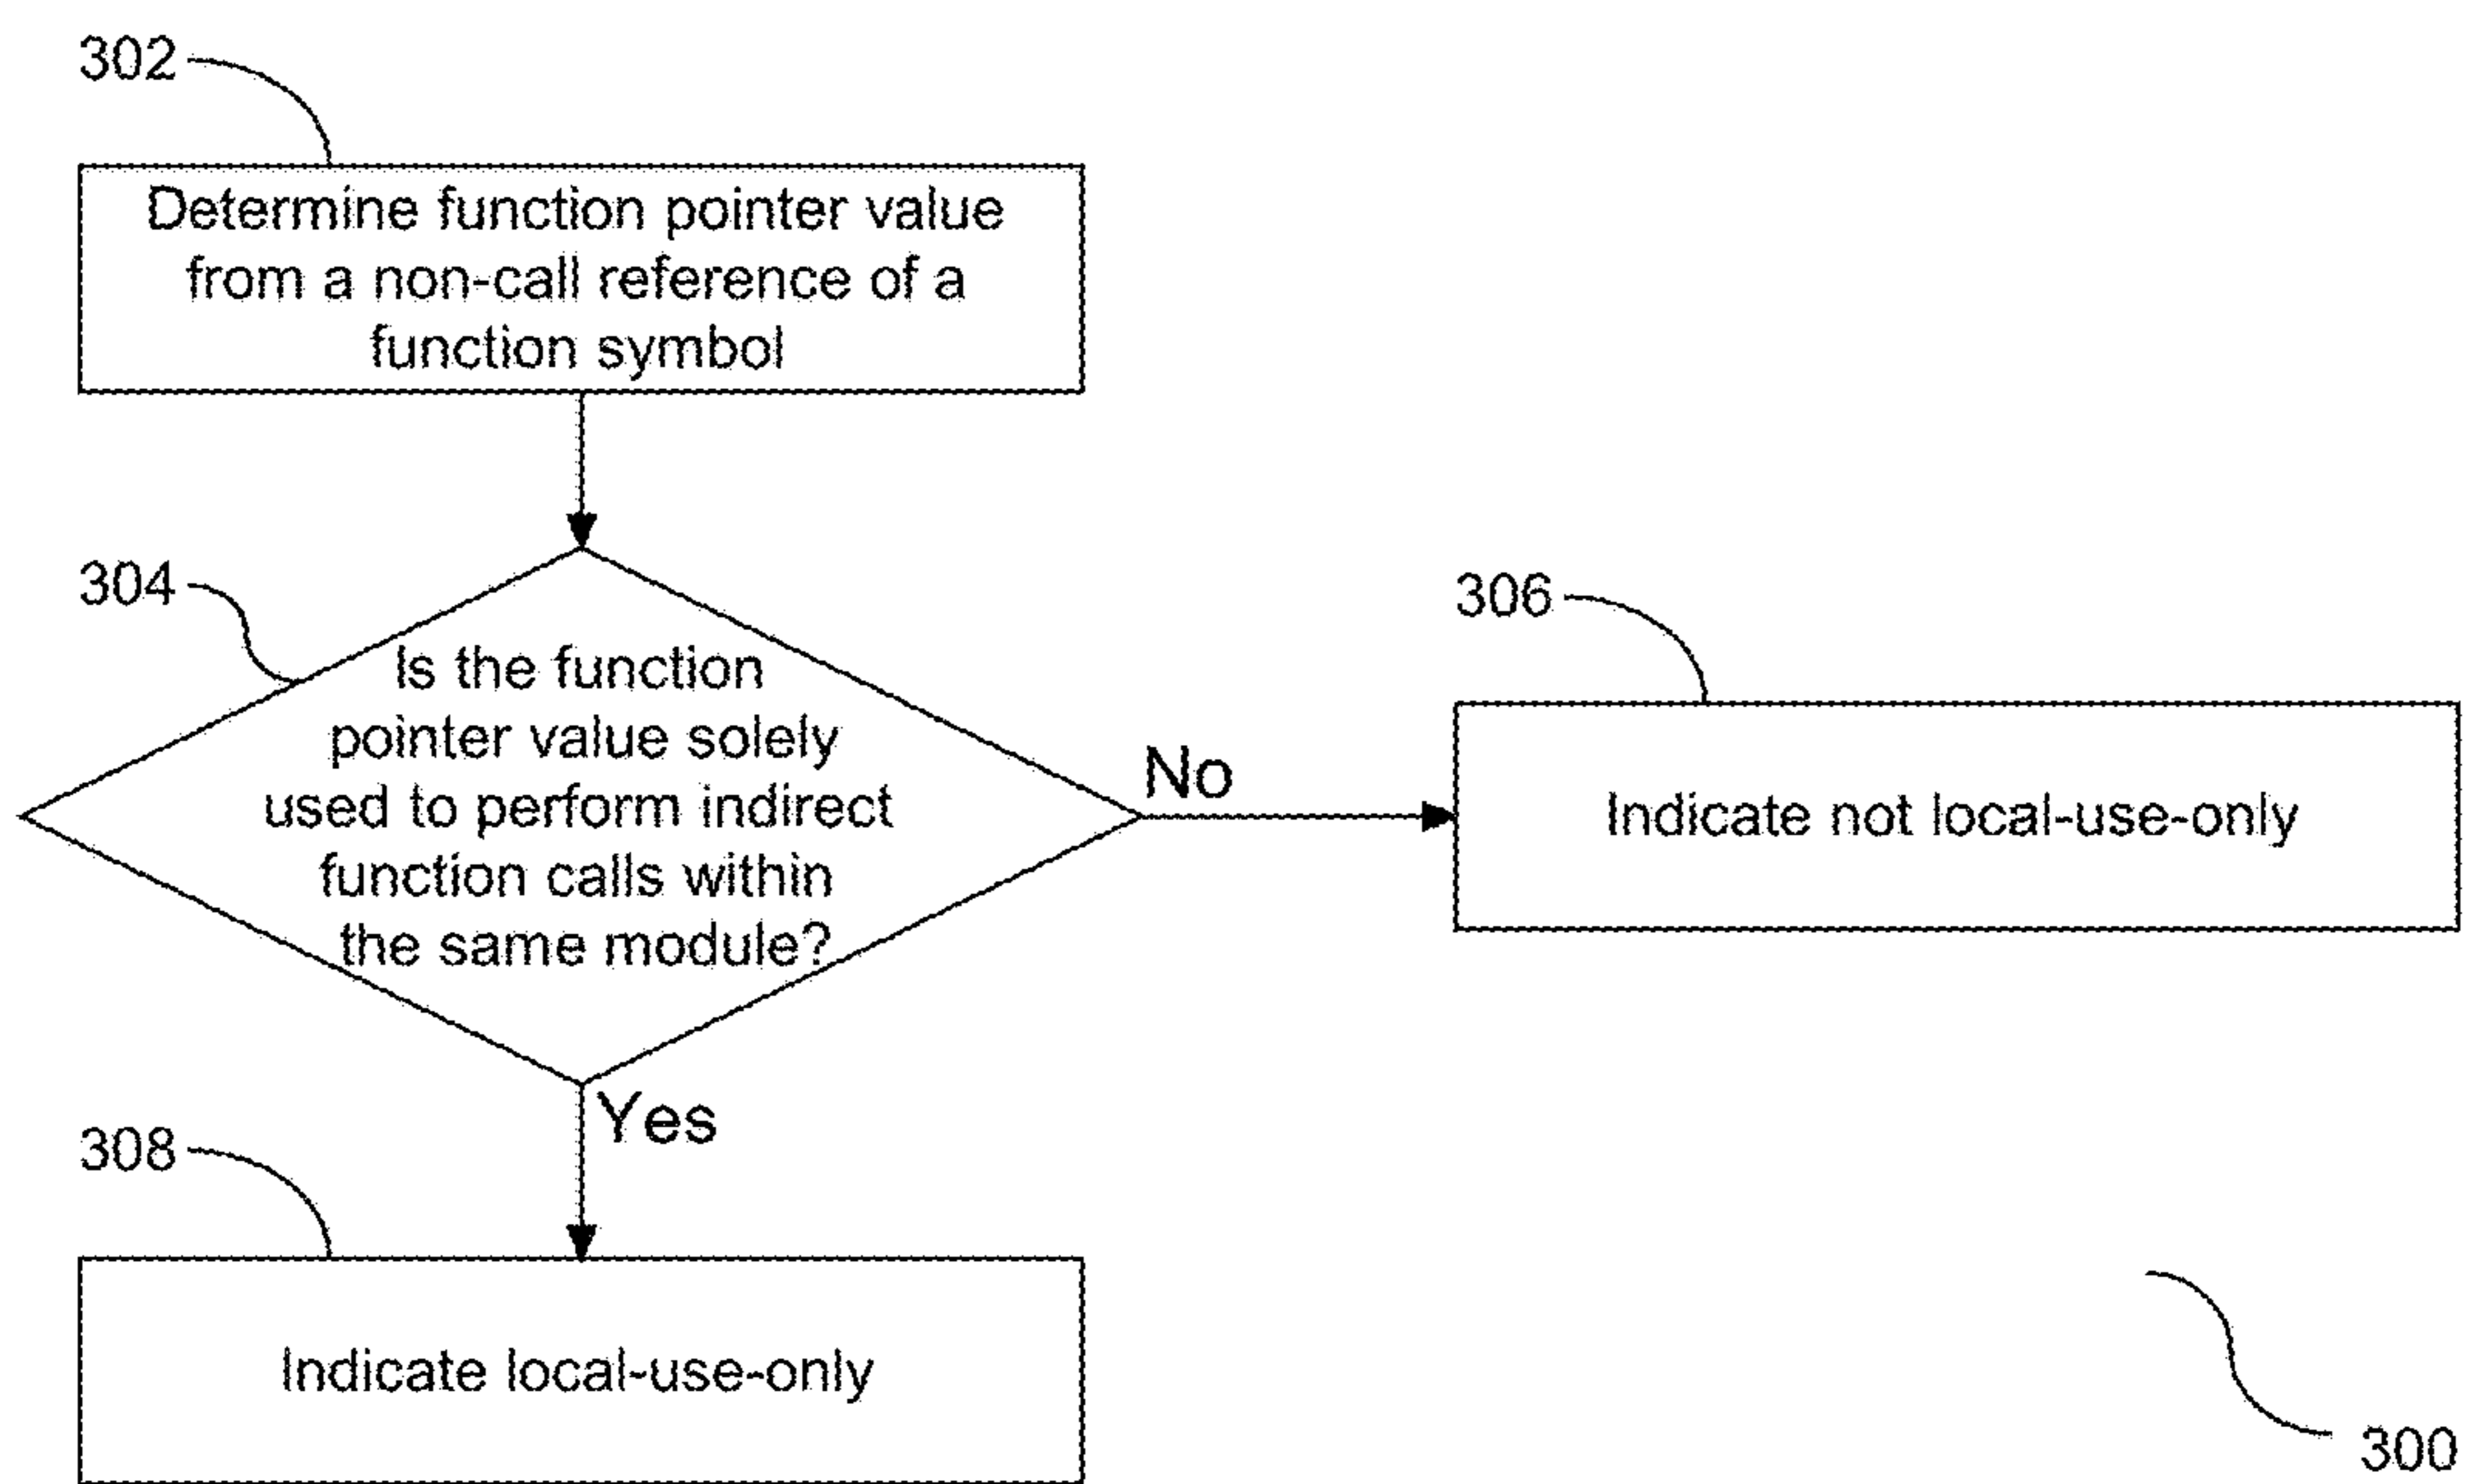 302
Determine function pointer value
from a non-call reference of a
function symbol
304
Is the function
pointer value solely
used to perform indirect
function calls within
the same module?
No
306
Indicate not local-use-only
Yes
308
Indicate local-use-only
300